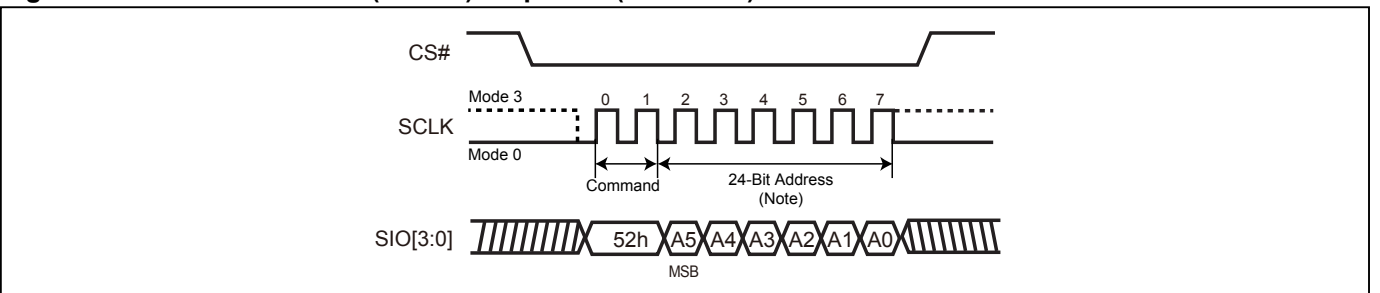 CS#
Mode 3
0 1 2 3 4 5 6 7
SCLK
Mode 0
Command
24-Bit Address
(Note)
SIO[3:0]
52h A5 A4 A3 A2 A1 A0
MSB